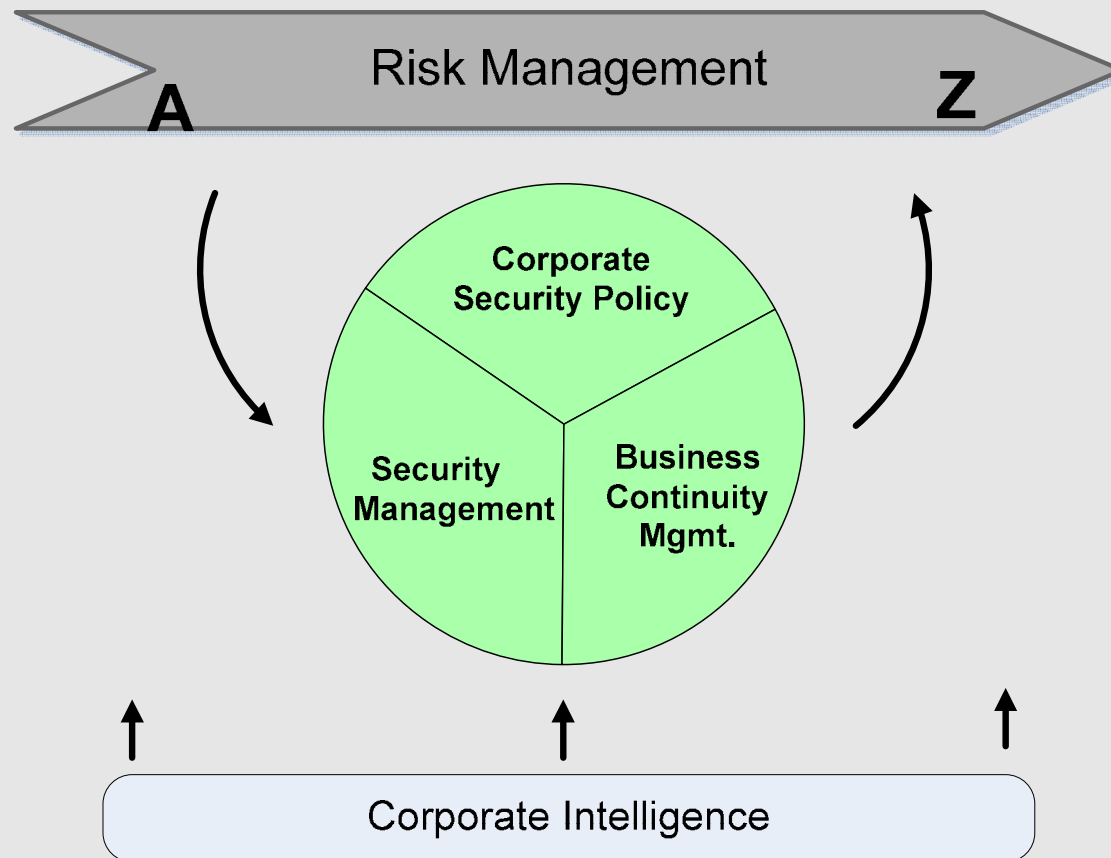 Risk Management
A
Z
Corporate
Security Policy
Security
Management
Business
Continuity
Mgmt.
Corporate Intelligence